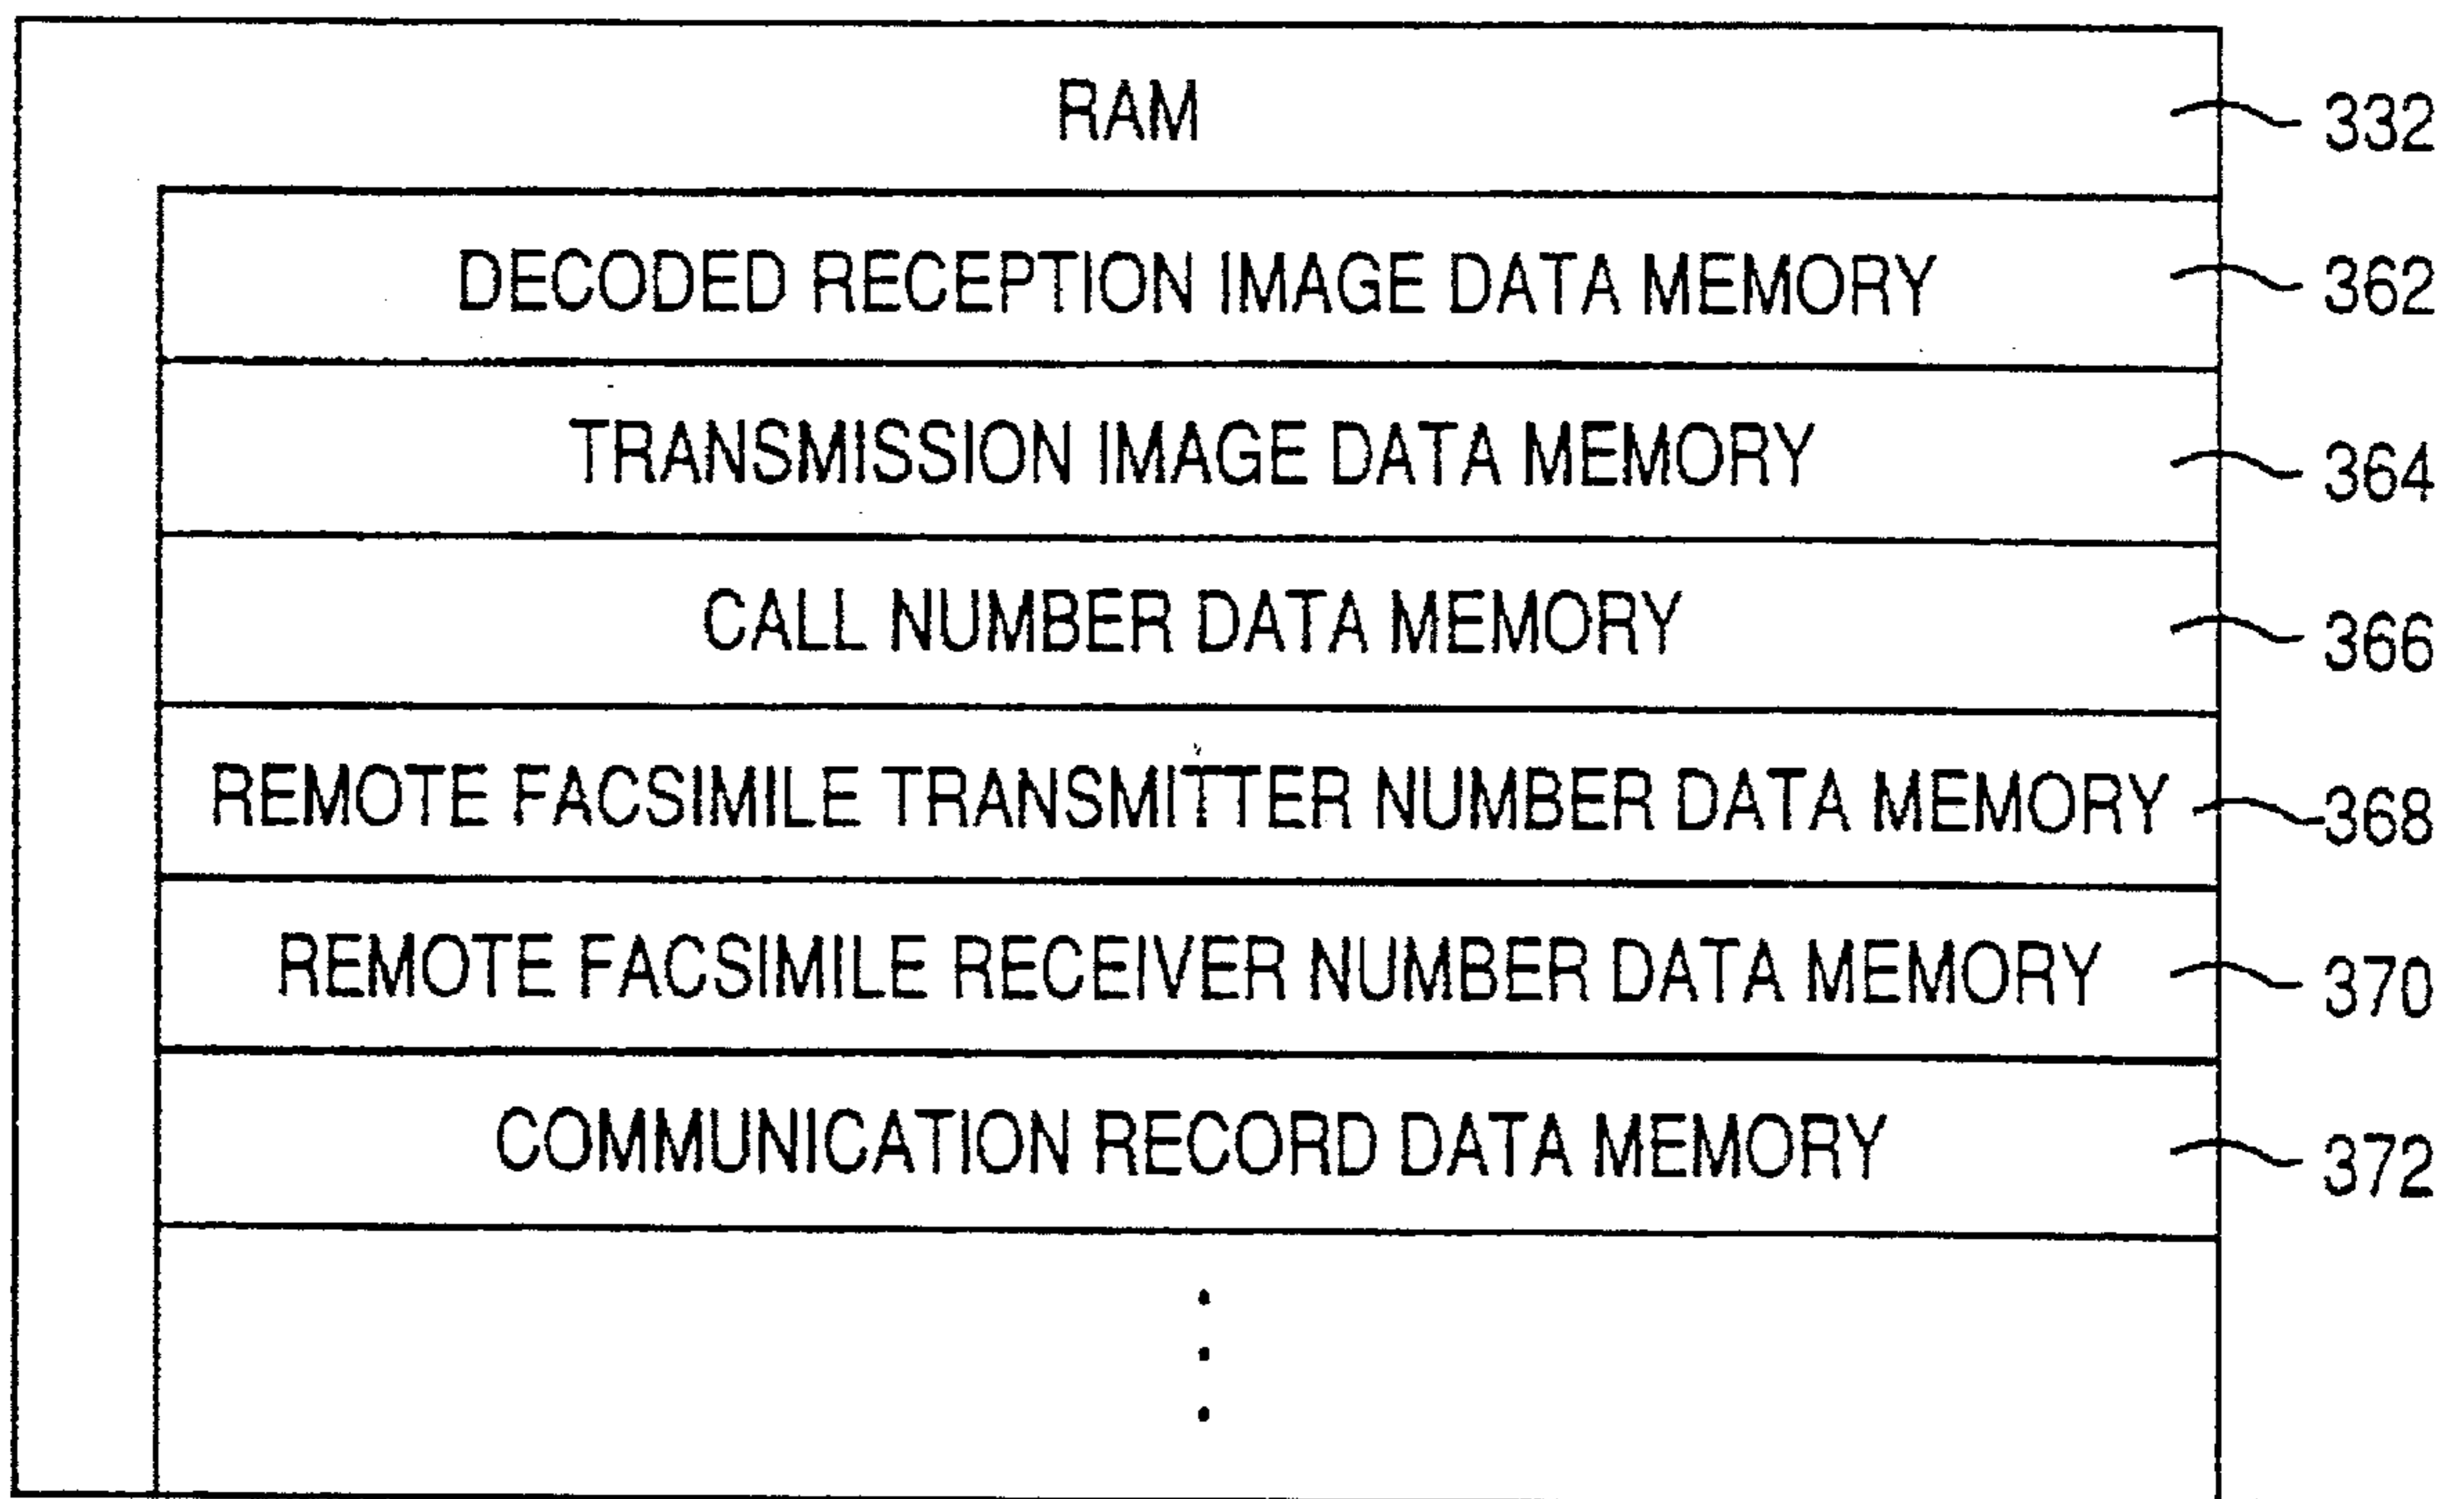 RAM 332
DECODED RECEPTION IMAGE DATA MEMORY 362
TRANSMISSION IMAGE DATA MEMORY 364
CALL NUMBER DATA MEMORY 366
REMOTE FACSIMILE TRANSMITTER NUMBER DATA MEMORY 368
REMOTE FACSIMILE RECEIVER NUMBER DATA MEMORY 370
COMMUNICATION RECORD DATA MEMORY 372